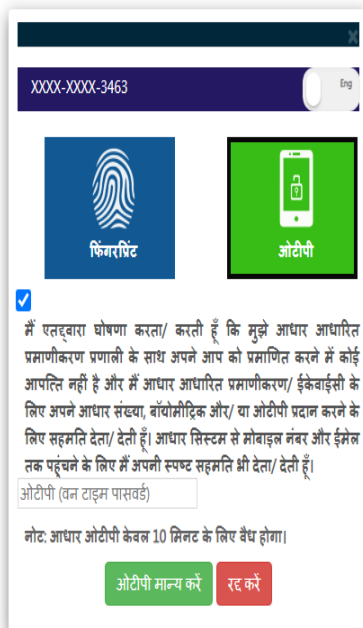 XXXX-XXXX-3463
Eng
फिंगरप्रिंट
ओटीपी
मैं एतद्द्वारा घोषणा करता/ करती हूँ कि मुझे आधार आधारित
प्रमाणीकरण प्रणाली के साथ अपने आप को प्रमाणित करने में कोई
आपत्ति नहीं है और मैं आधार आधारित प्रमाणीकरण/ ईकेवाईसी के
लिए अपने आधार संख्या, बॉयोमीट्रिक और/ या ओटीपी प्रदान करने के
लिए सहमति देता/ देती हूँ। आधार सिस्टम से मोबाइल नंबर और ईमेल
तक पहुंचने के लिए मैं अपनी स्पष्ट सहमति भी देता/ देती हूँ।
ओटीपी (वन टाइम पासवर्ड)
नोट: आधार ओटीपी केवल 10 मिनट के लिए वैध होगा।
ओटीपी मान्य करें
रद्द करें